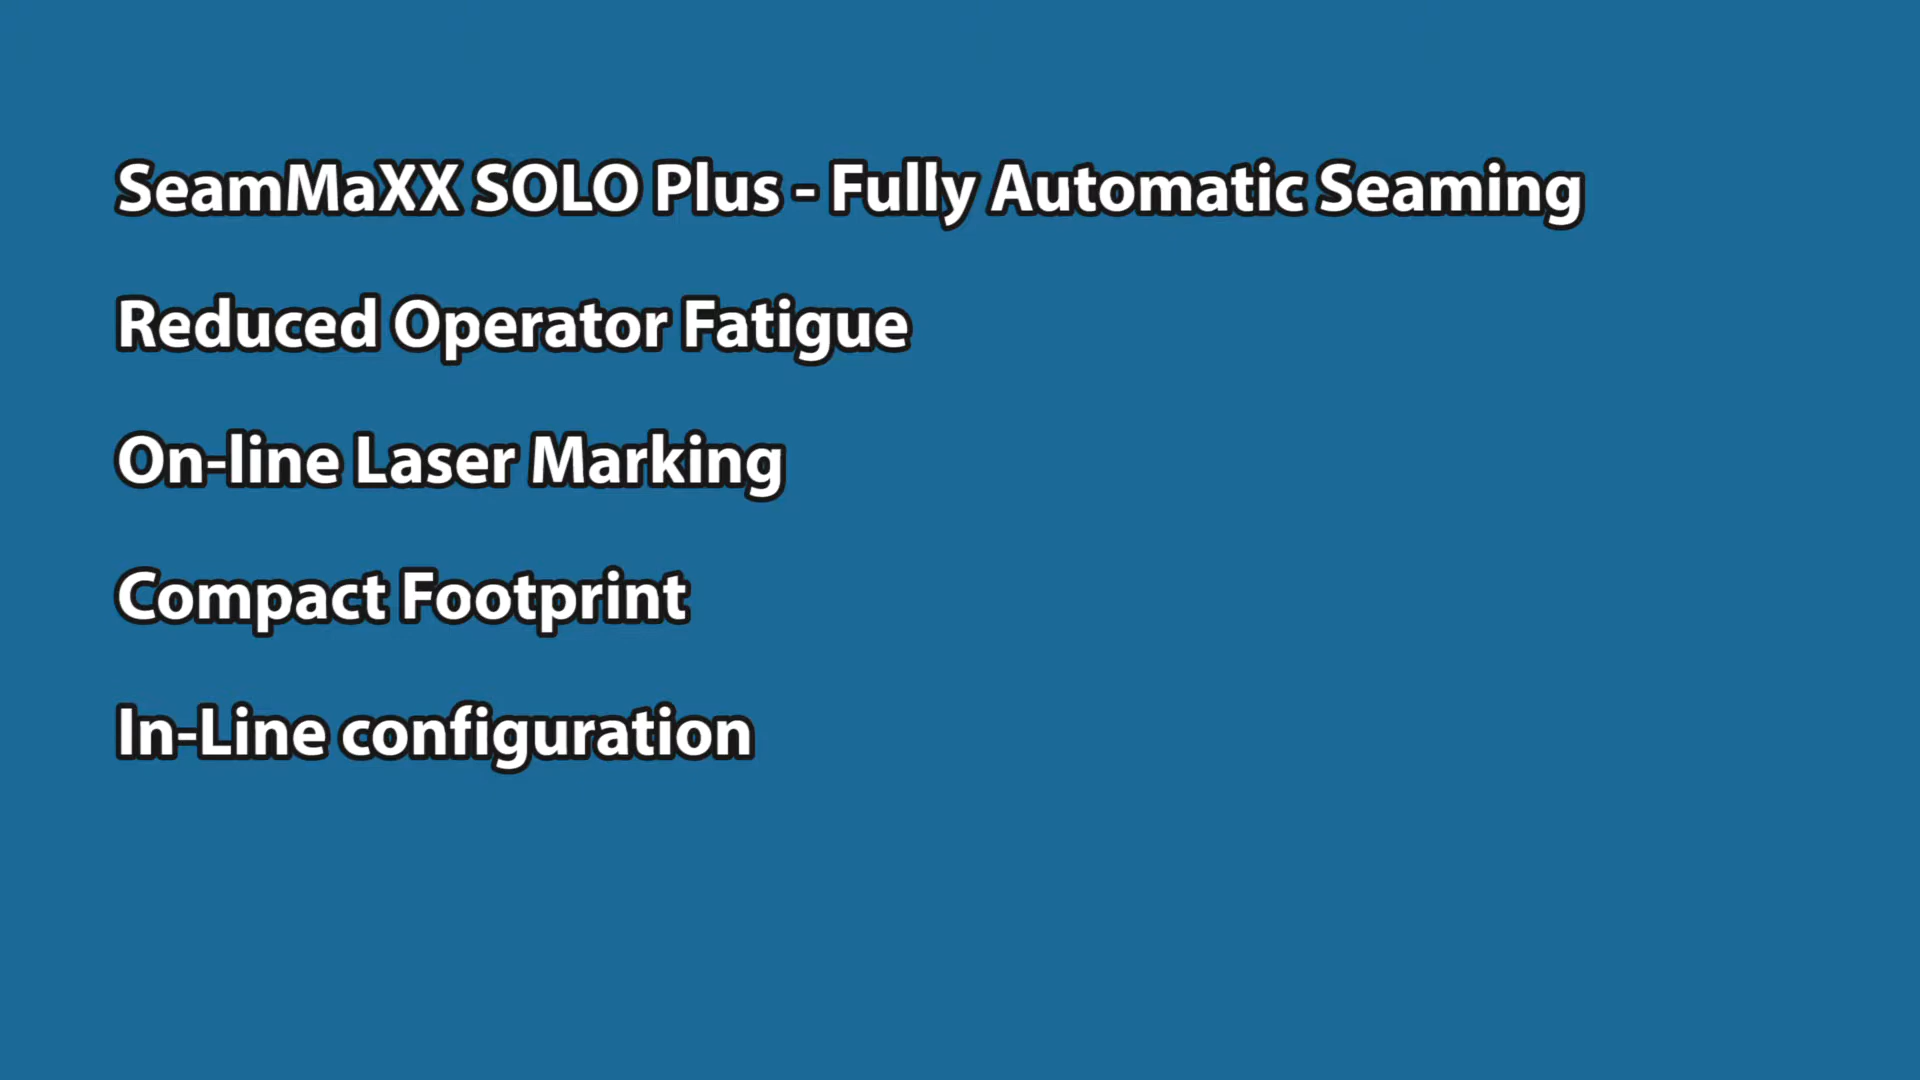 SeamMaXX SOLO Plus - Fully Automatic Seaming
Reduced Operator Fatigue
On-line Laser Marking
Compact Footprint
In-Line configuration